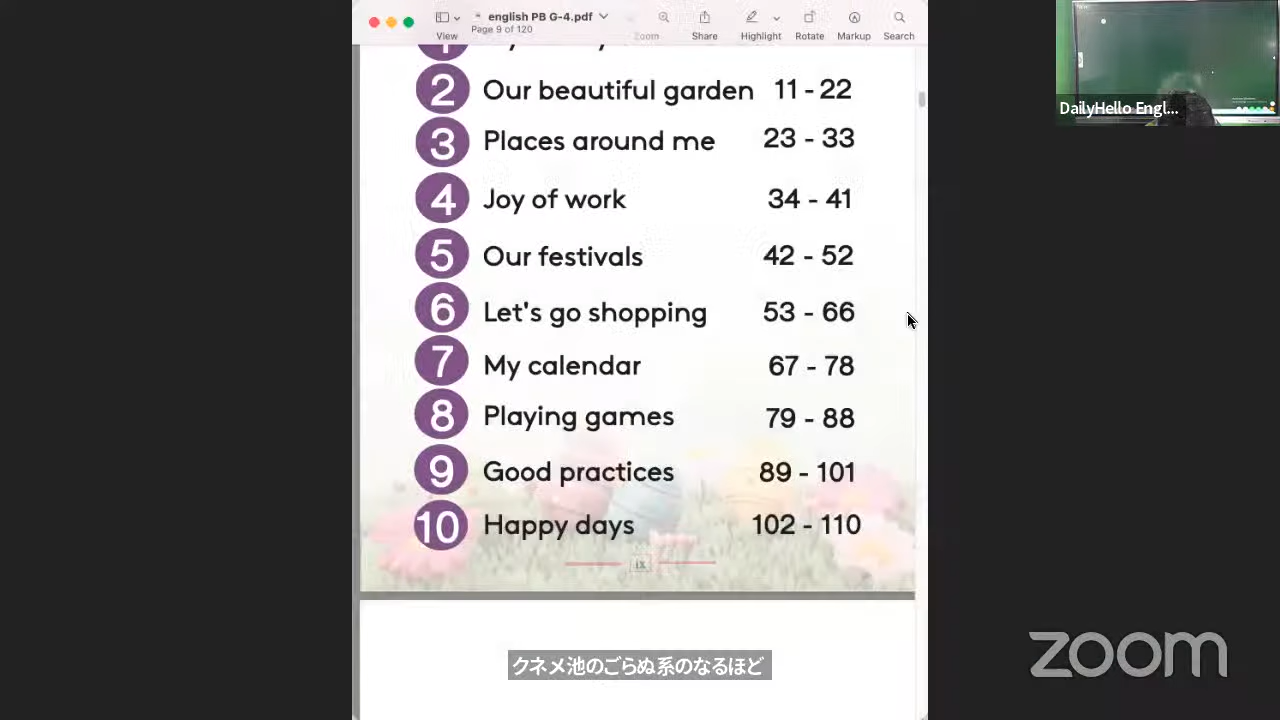 english PB G-4.pdf
Page 9 of 120
View
Zoom
Share
Highlight
Rotate
Markup
Search
2 Our beautiful garden 11 - 22
3 Places around me 23 - 33
4 Joy of work 34 - 41
5 Our festivals 42 - 52
6 Let's go shopping 53 - 66
7 My calendar 67 - 78
8 Playing games 79 - 88
9 Good practices 89 - 101
10 Happy days 102 - 110
ix
DailyHello Engl...
クネメ池のごらぬ系のなるほど
zoom